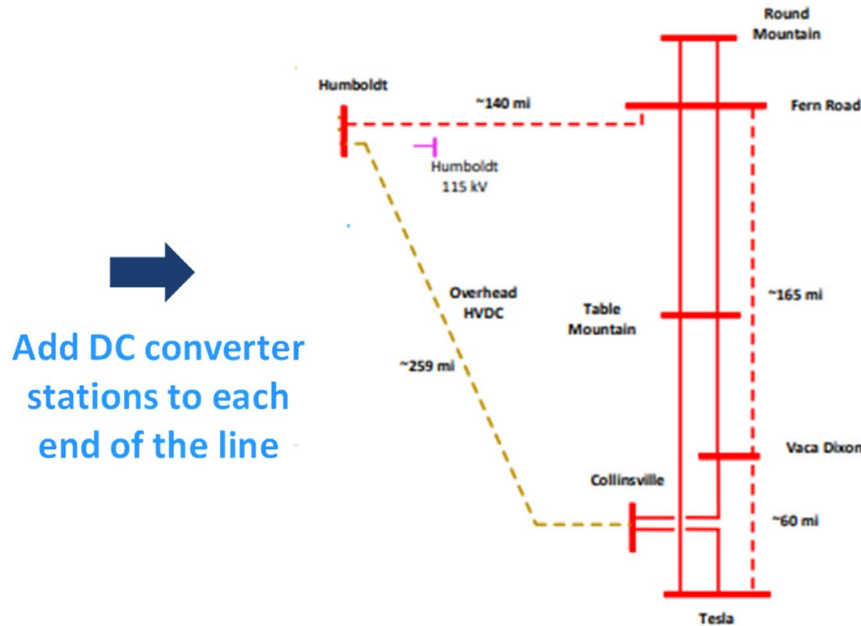 Round
Mountain
Humboldt
~140 mi
Fern Road
Humboldt
115 kV
Overhead
HVDC
Table
Mountain
~165 mi
Add DC converter
stations to each
end of the line
~259 mi
Vaca Dixon
Collinsville
~60 mi
Tesla